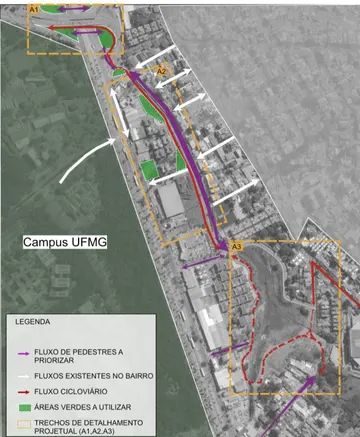 A1
A2
Campus UFMG
A3
LEGENDA
FLUXO DE PEDESTRES A
PRIORIZAR
FLUXOS EXISTENTES NO BAIRRO
FLUXO CICLOVIÁRIO
ÁREAS VERDES A UTILIZAR
TRECHOS DE DETALHAMENTO
PROJETUAL (A1,A2,A3)